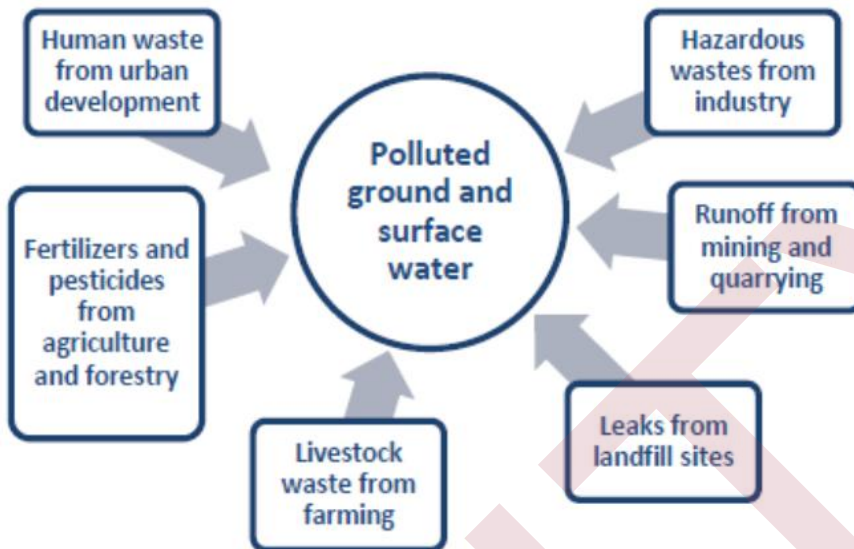 Human waste
from urban
development
Hazardous
wastes from
industry
Polluted
ground and
surface
water
Fertilizers and
pesticides
from
agriculture
and forestry
Runoff from
mining and
quarrying
Livestock
waste from
farming
Leaks from
landfill sites